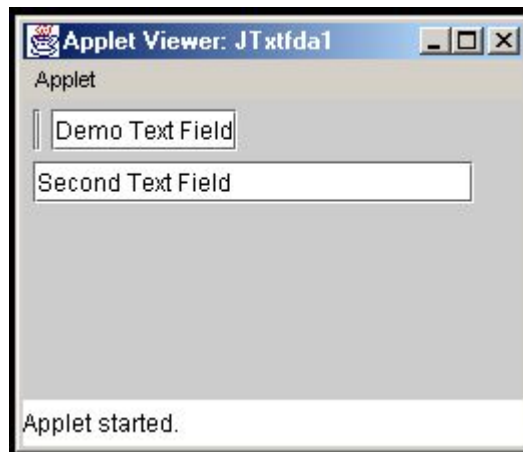 Applet Viewer: JTxtfda1
Applet
Demo Text Field
Second Text Field
Applet started.